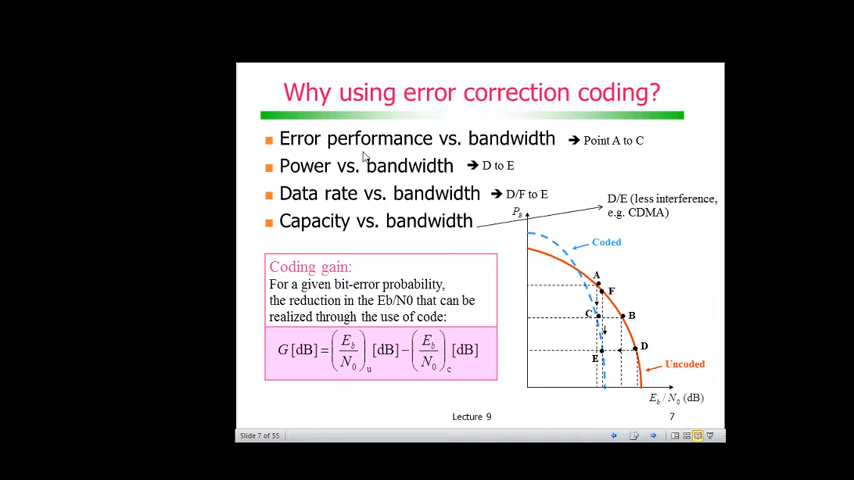 Why using error correction coding?
Error performance vs. bandwidth → Point A to C
Power vs. bandwidth → D to E
Data rate vs. bandwidth → D/F to E
Capacity vs. bandwidth
D/E (less interference,
e.g. CDMA)
P_B
Coded
A
F
C
B
E
D
Uncoded
E_b / N_0 (dB)
Coding gain:
For a given bit-error probability,
the reduction in the Eb/N0 that can be
realized through the use of code:
G [dB] = (E_b/N_0)_u [dB] − (E_b/N_0)_c [dB]
Lecture 9
7
Slide 7 of 55